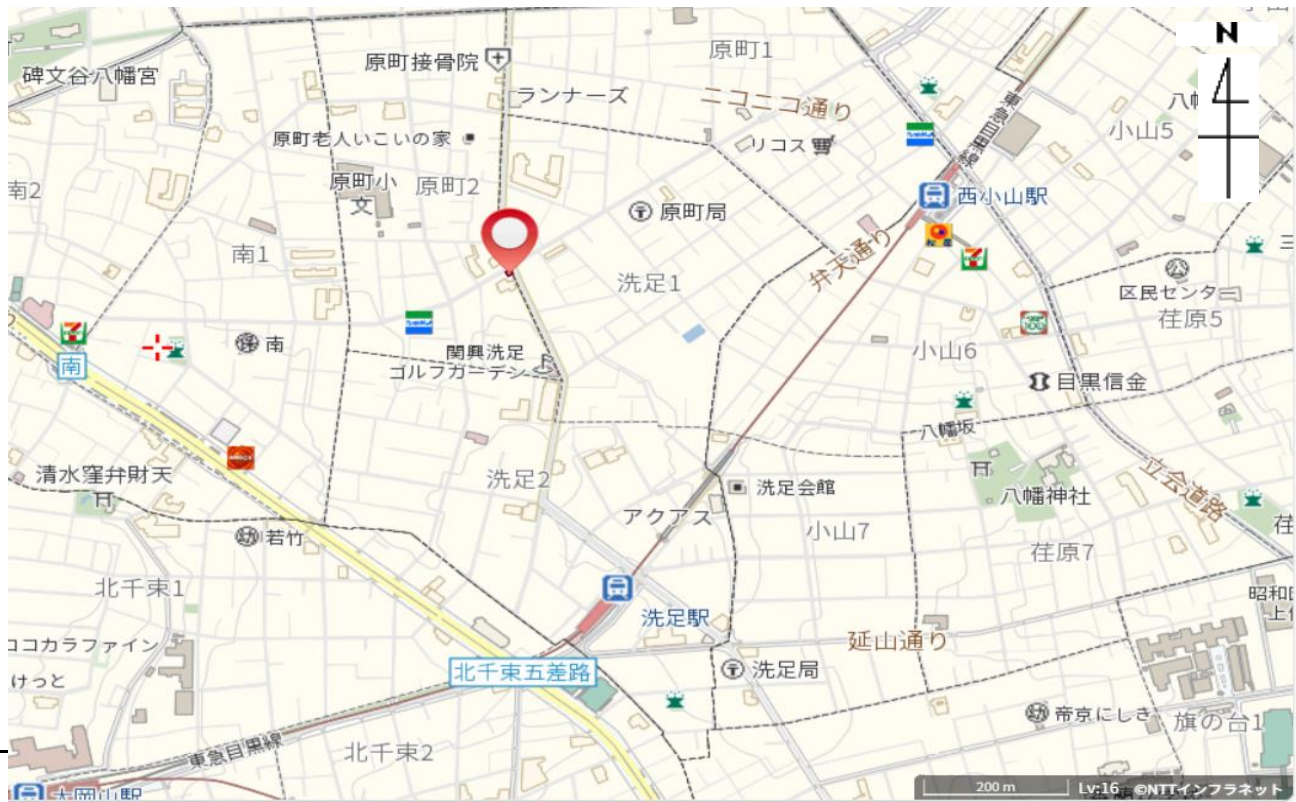 原町1
N
碑文谷八幡宮
原町接骨院
ランナーズ
ニコニコ通り
東急目黒線
小山5
原町老人いこいの家
リコス
南2
原町小
文
原町2
原町局
西小山駅
南1
洗足1
弁天通り
区民センター
荏原5
南
南
関興洗足
ゴルフガーデン
小山6
目黒信金
八幡坂
清水窪弁財天
洗足2
洗足会館
八幡神社
立会道路
アクアス
小山7
若竹
荏原7
北千束1
洗足駅
延山通り
ココカラファイン
けっと
北千束五差路
洗足局
帝京にしき
旗の台1
東急目黒線
北千束2
大岡山駅
200 m
Lv:16
©NTTインフラネット